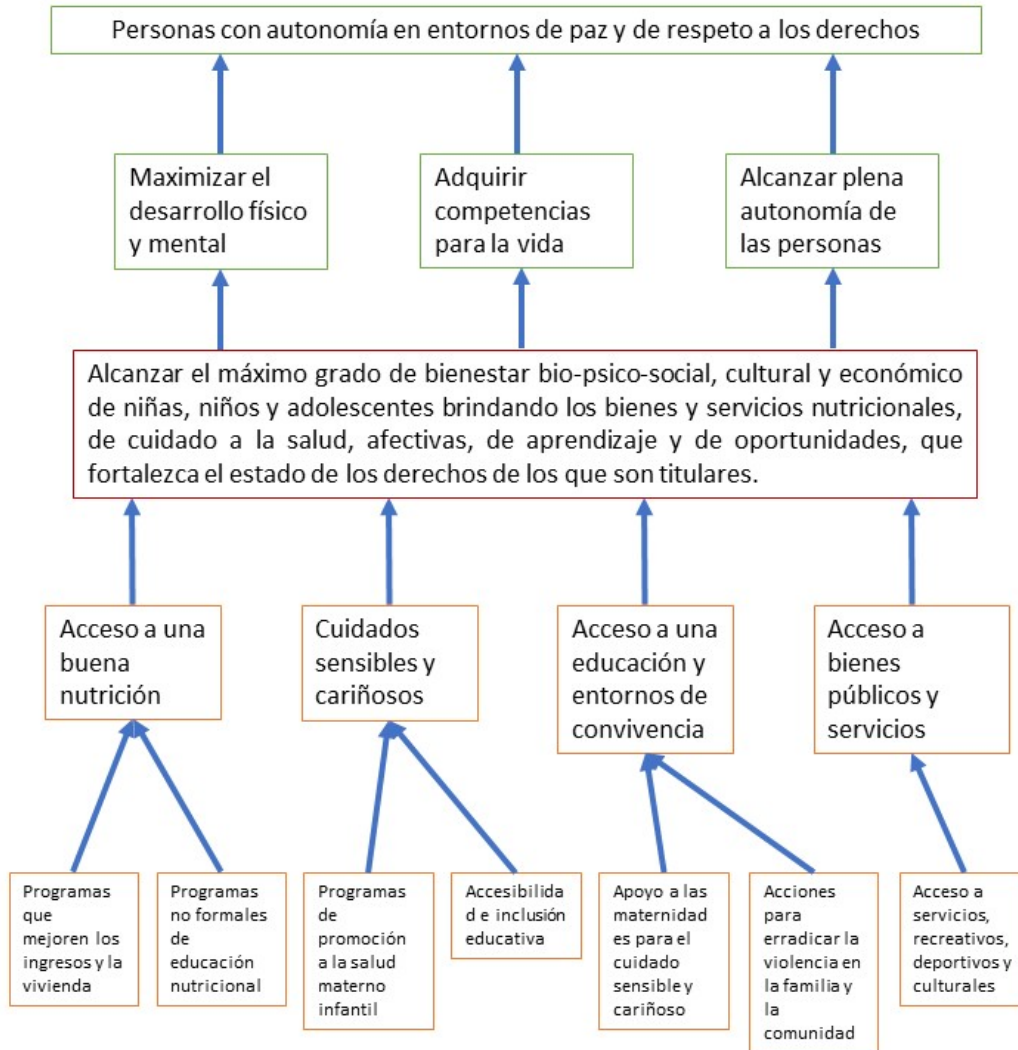 Personas con autonomía en entornos de paz y de respeto a los derechos
Maximizar el
desarrollo físico
y mental
Adquirir
competencias
para la vida
Alcanzar plena
autonomía de
las personas
Alcanzar el máximo grado de bienestar bio-psico-social, cultural y económico
de niñas, niños y adolescentes brindando los bienes y servicios nutricionales,
de cuidado a la salud, afectivas, de aprendizaje y de oportunidades, que
fortalezca el estado de los derechos de los que son titulares.
Acceso a una
buena
nutrición
Cuidados
sensibles y
cariñosos
Acceso a una
educación y
entornos de
convivencia
Acceso a
bienes
públicos y
servicios
Programas
que
mejoren los
ingresos y la
vivienda
Programas
no formales
de
educación
nutricional
Programas
de
promoción
a la salud
materno
infantil
Accesibilida
d e inclusión
educativa
Apoyo a las
maternidad
es para el
cuidado
sensible y
cariñoso
Acciones
para
erradicar la
violencia en
la familia y
la
comunidad
Acceso a
servicios,
recreativos,
deportivos y
culturales